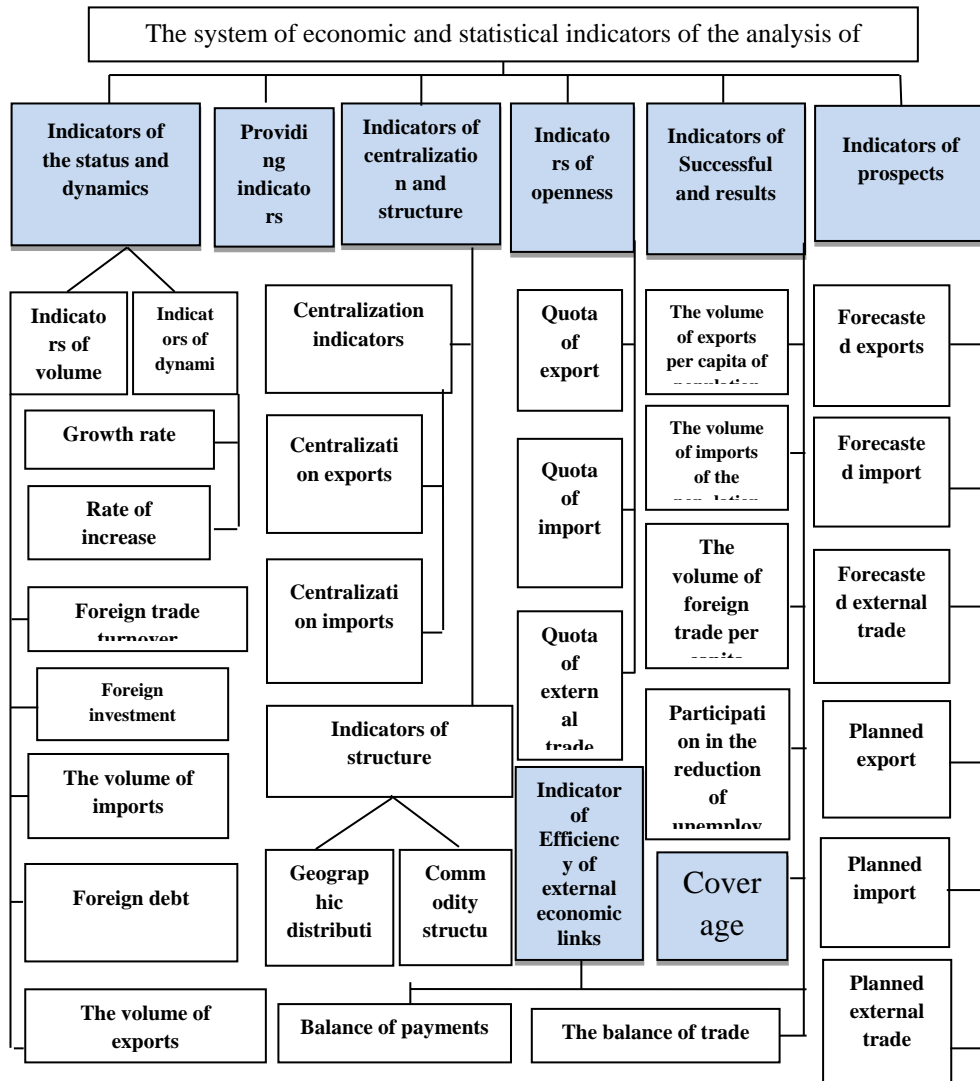 The system of economic and statistical indicators of the analysis of
Indicators of
the status and
dynamics
Providi
ng
indicato
rs
Indicators of
centralizatio
n and
structure
Indicato
rs of
openness
Indicators of
Successful
and results
Indicators of
prospects
Indicato
rs of
volume
Indicat
ors of
dynami
Growth rate
Rate of
increase
Foreign trade
turnover
Foreign
investment
The volume of
imports
Foreign debt
The volume of
exports
Centralization
indicators
Centralizati
on exports
Centralizati
on imports
Indicators of
structure
Geograp
hic
distributi
Comm
odity
structu
Quota
of
export
Quota
of
import
Quota
of
extern
al
trade
Indicator
of
Efficienc
y of
external
economic
links
Balance of payments
The balance of trade
The volume
of exports
per capita of
population
The volume
of imports
of the
population
The
volume of
foreign
trade per
capita
Participati
on in the
reduction
of
unemploy
Cover
age
Forecaste
d exports
Forecaste
d import
Forecaste
d external
trade
Planned
export
Planned
import
Planned
external
trade